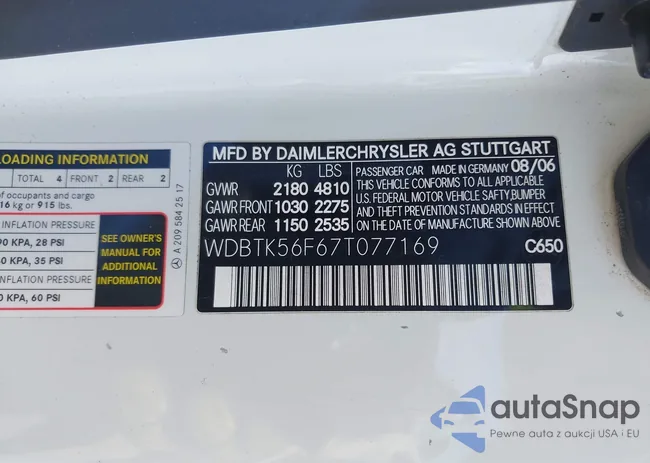 LOADING INFORMATION
TOTAL 4 FRONT 2 REAR 2
of occupants and cargo
16 kg or 915 lbs.
INFLATION PRESSURE
90 KPA, 28 PSI
0 KPA, 35 PSI
INFLATION PRESSURE
0 KPA, 60 PSI
SEE OWNER'S
MANUAL FOR
ADDITIONAL
INFORMATION
A 209 584 25 17
MFD BY DAIMLERCHRYSLER AG STUTTGART
KG LBS
GVWR 2180 4810
GAWR FRONT 1030 2275
GAWR REAR 1150 2535
PASSENGER CAR MADE IN GERMANY 08/06
THIS VEHICLE CONFORMS TO ALL APPLICABLE
U.S. FEDERAL MOTOR VEHICLE SAFETY, BUMPER
AND THEFT PREVENTION STANDARDS IN EFFECT
ON THE DATE OF MANUFACTURE SHOWN ABOVE
WDBTK56F67T077169 C650
autaSnap
Pewne auta z aukcji USA i EU